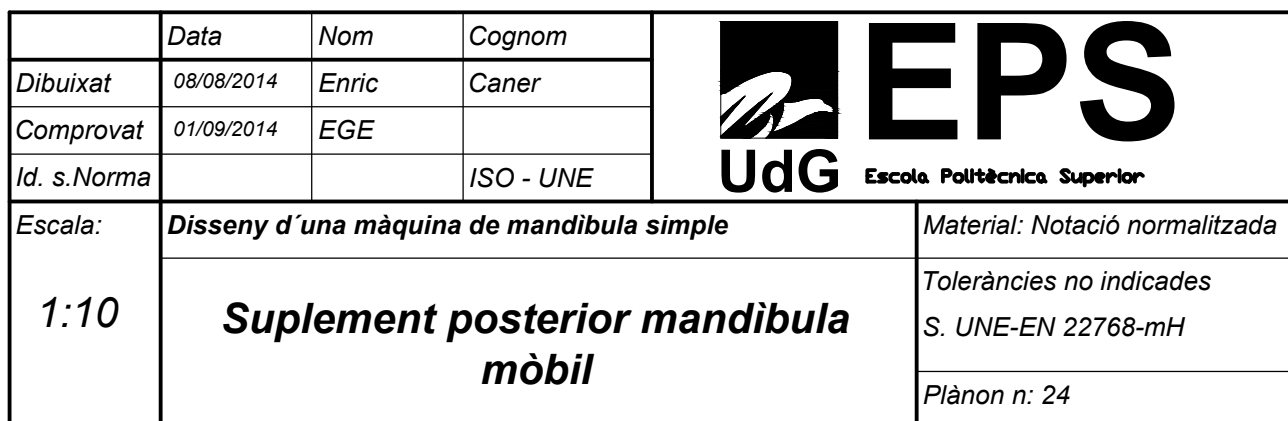 Data Nom Cognom
Dibuixat 08/08/2014 Enric Caner
Comprovat 01/09/2014 EGE
Id. s.Norma ISO - UNE
EPS
UdG Escola Politècnica Superior
Escala: Disseny d´una màquina de mandìbula simple Material: Notació normalitzada
1:10
Suplement posterior mandìbula
mòbil
Toleràncies no indicades
S. UNE-EN 22768-mH
Plànon n: 24